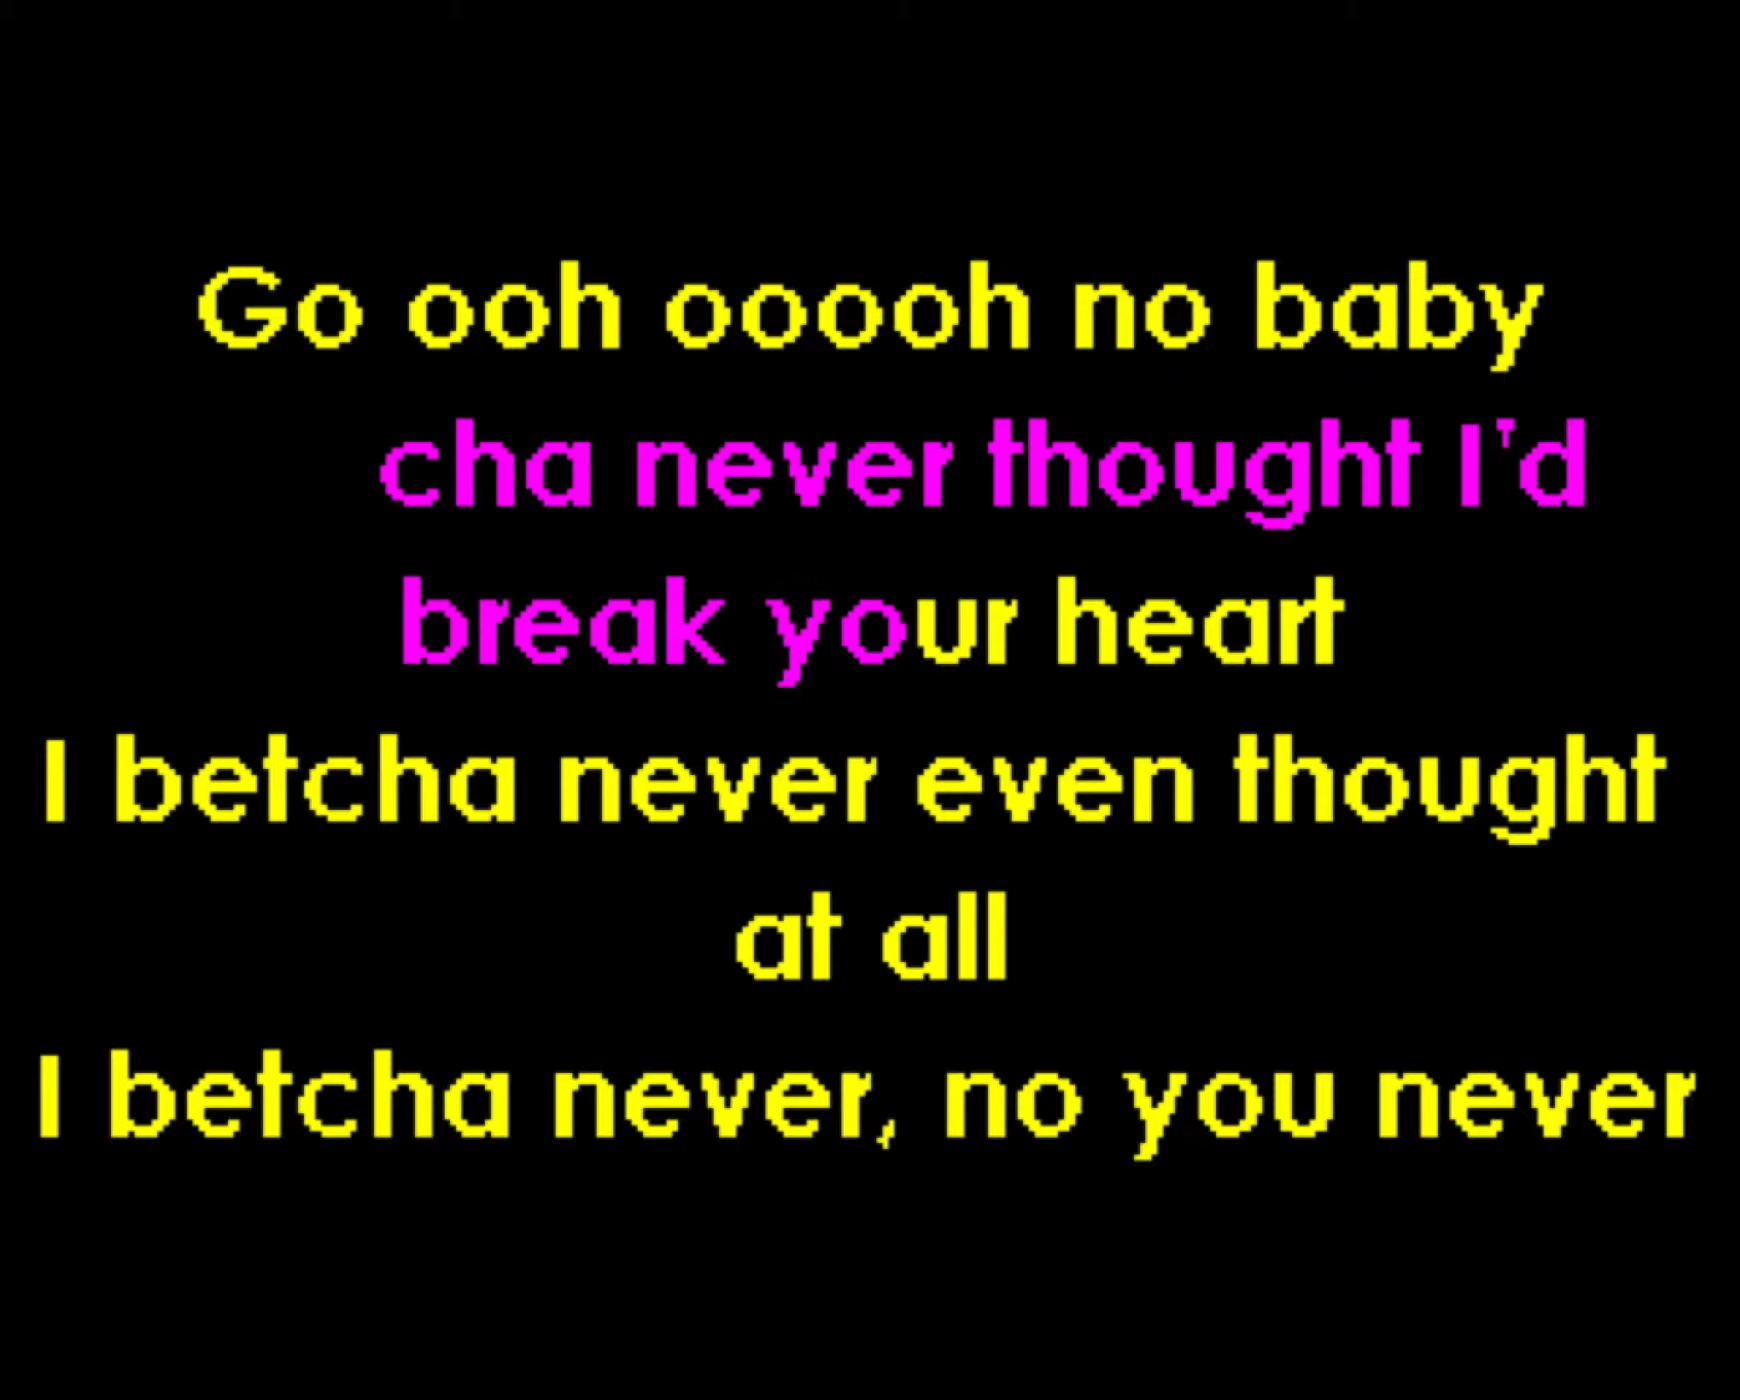 Go ooh ooooh no baby
cha never thought I'd
break your heart
I betcha never even thought
at all
I betcha never, no you never